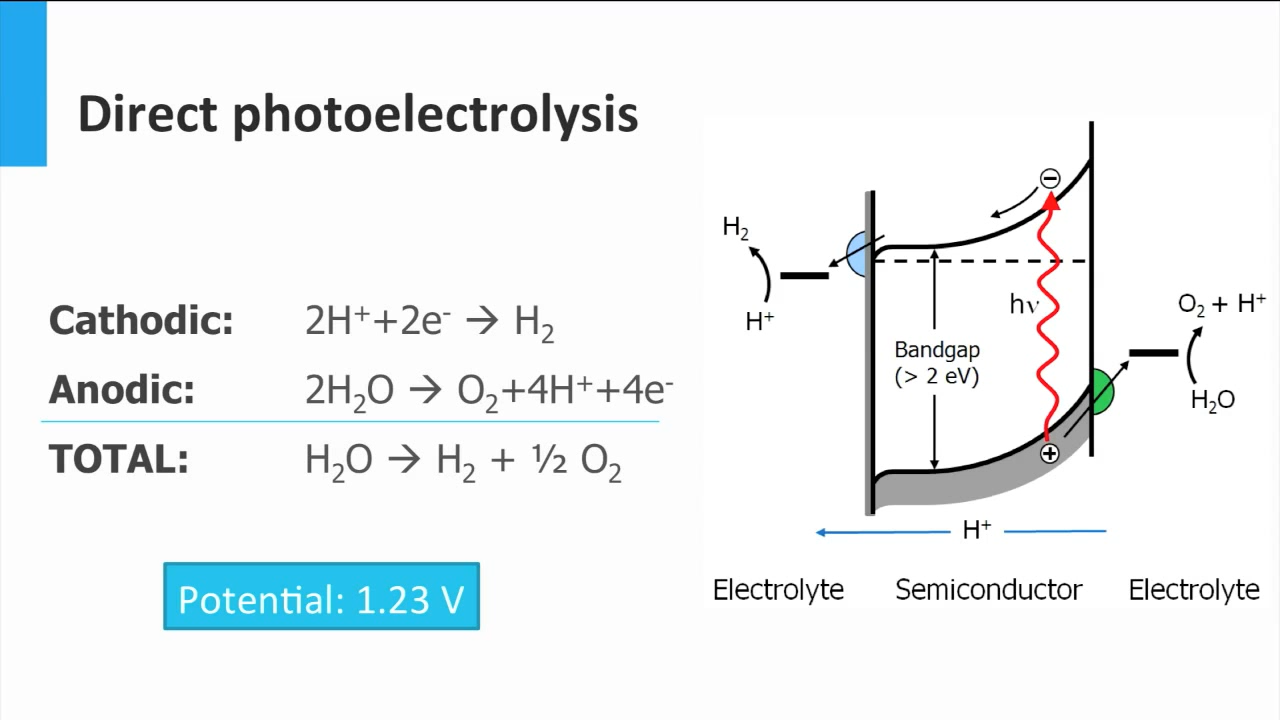 Direct photoelectrolysis
Cathodic: 2H⁺+2e⁻ → H₂
Anodic: 2H₂O → O₂+4H⁺+4e⁻
TOTAL: H₂O → H₂ + ½ O₂
Potential: 1.23 V
H₂
H⁺
−
hν
Bandgap
(> 2 eV)
+
O₂ + H⁺
H₂O
H⁺
Electrolyte
Semiconductor
Electrolyte